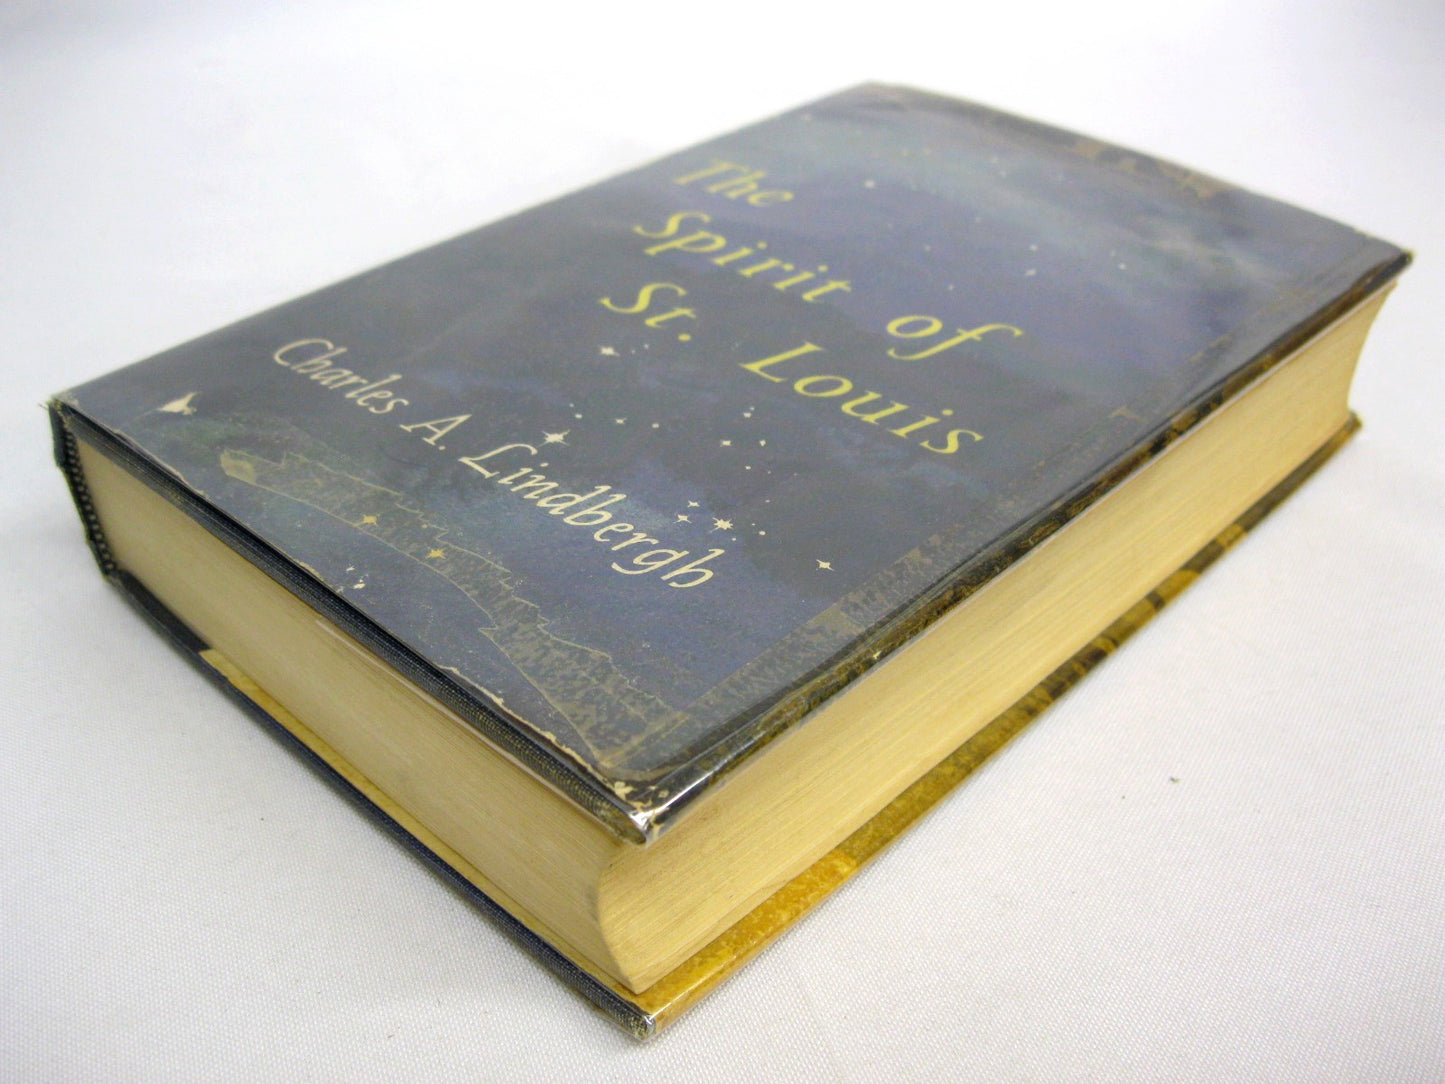 The
Spirit of
St. Louis
Charles A. Lindbergh